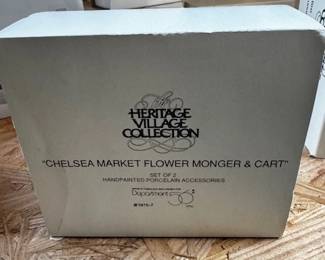 The
HERITAGE
VILLAGE
COLLECTION
"CHELSEA MARKET FLOWER MONGER & CART"
SET OF 2
HANDPAINTED PORCELAIN ACCESSORIES
Department 56